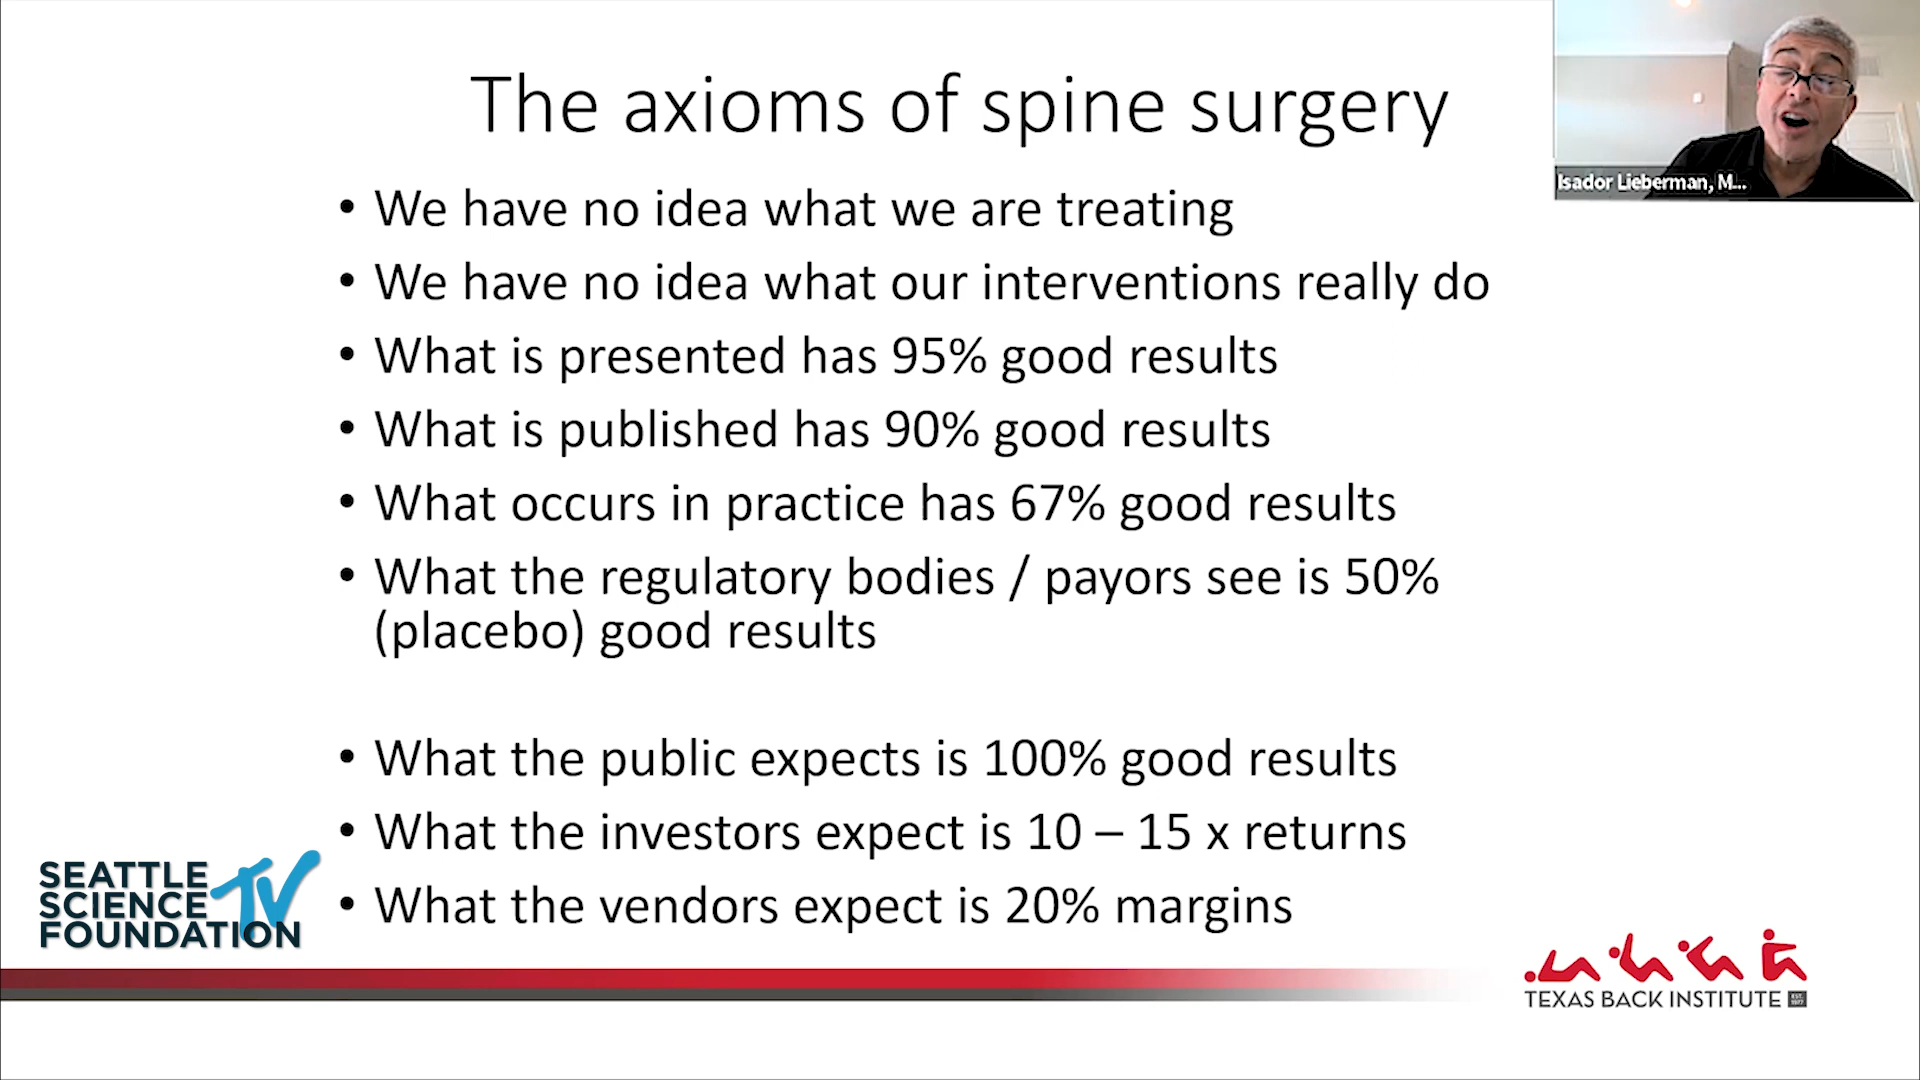 The axioms of spine surgery
Isador Lieberman, M...
• We have no idea what we are treating
• We have no idea what our interventions really do
• What is presented has 95% good results
• What is published has 90% good results
• What occurs in practice has 67% good results
• What the regulatory bodies / payors see is 50%
(placebo) good results
• What the public expects is 100% good results
• What the investors expect is 10 – 15 x returns
• What the vendors expect is 20% margins
SEATTLE
SCIENCE
FOUNDATION
TV
TEXAS BACK INSTITUTE
EST.
1977